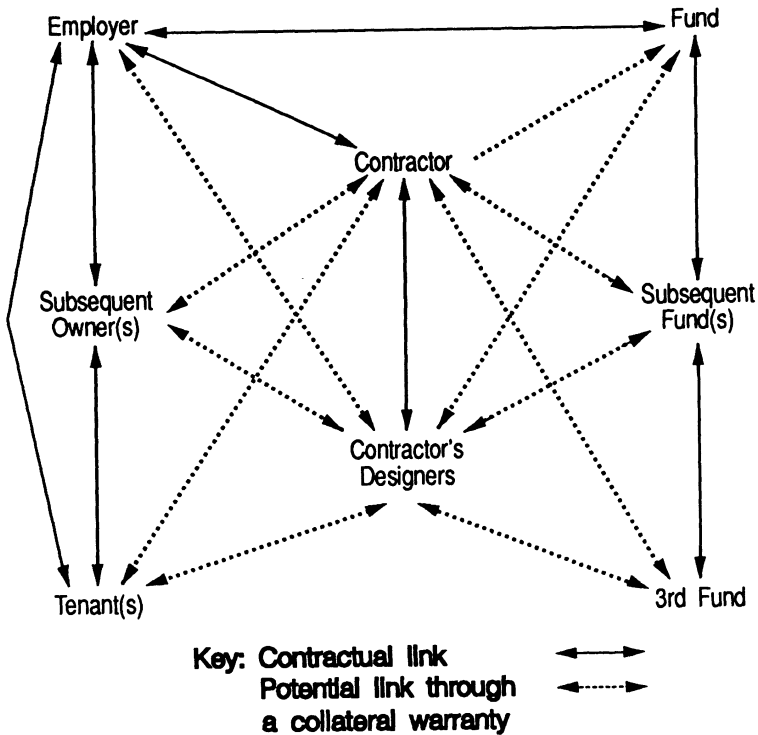 Employer
Fund
Contractor
Subsequent
Owner(s)
Subsequent
Fund(s)
Contractor's
Designers
Tenant(s)
3rd Fund
Key: Contractual link
Potential link through
a collateral warranty